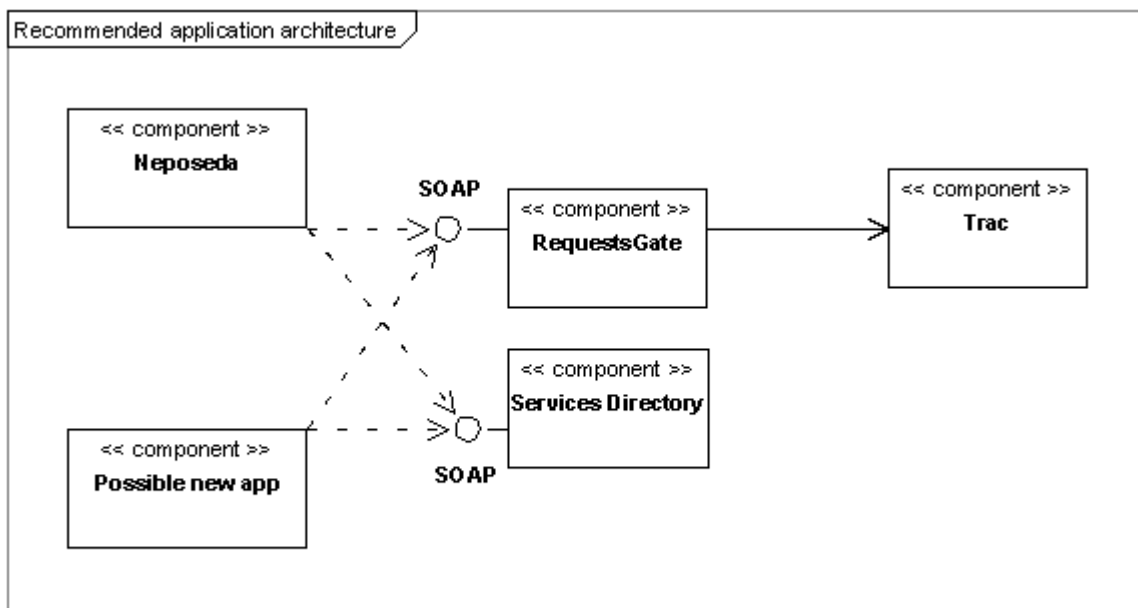 Recommended application architecture
<< component >>
Neposeda
SOAP
<< component >>
RequestsGate
<< component >>
Trac
<< component >>
Services Directory
SOAP
<< component >>
Possible new app